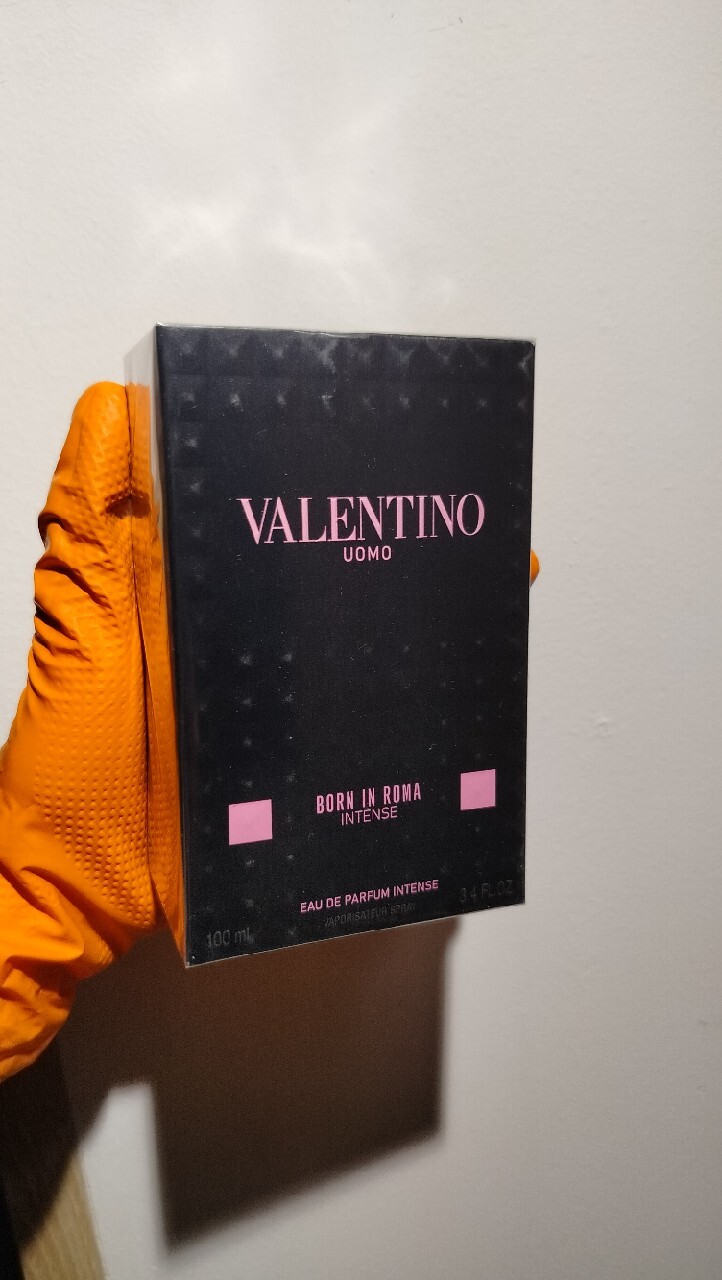 VALENTINO
UOMO
BORN IN ROMA
INTENSE
EAU DE PARFUM INTENSE
VAPORISATEUR SPRAY
100 ml
3.4 FL.OZ